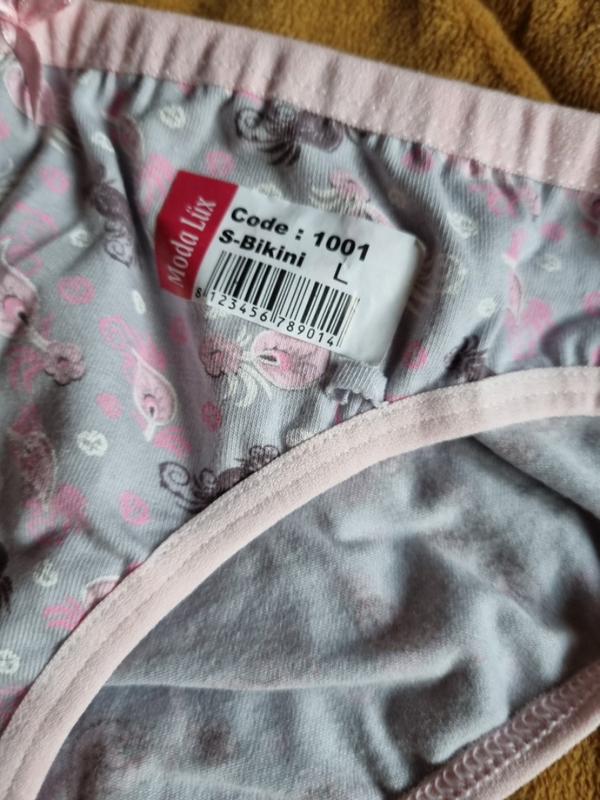 Moda Lüx
Code : 1001
S-Bikini L
8 123456 789014